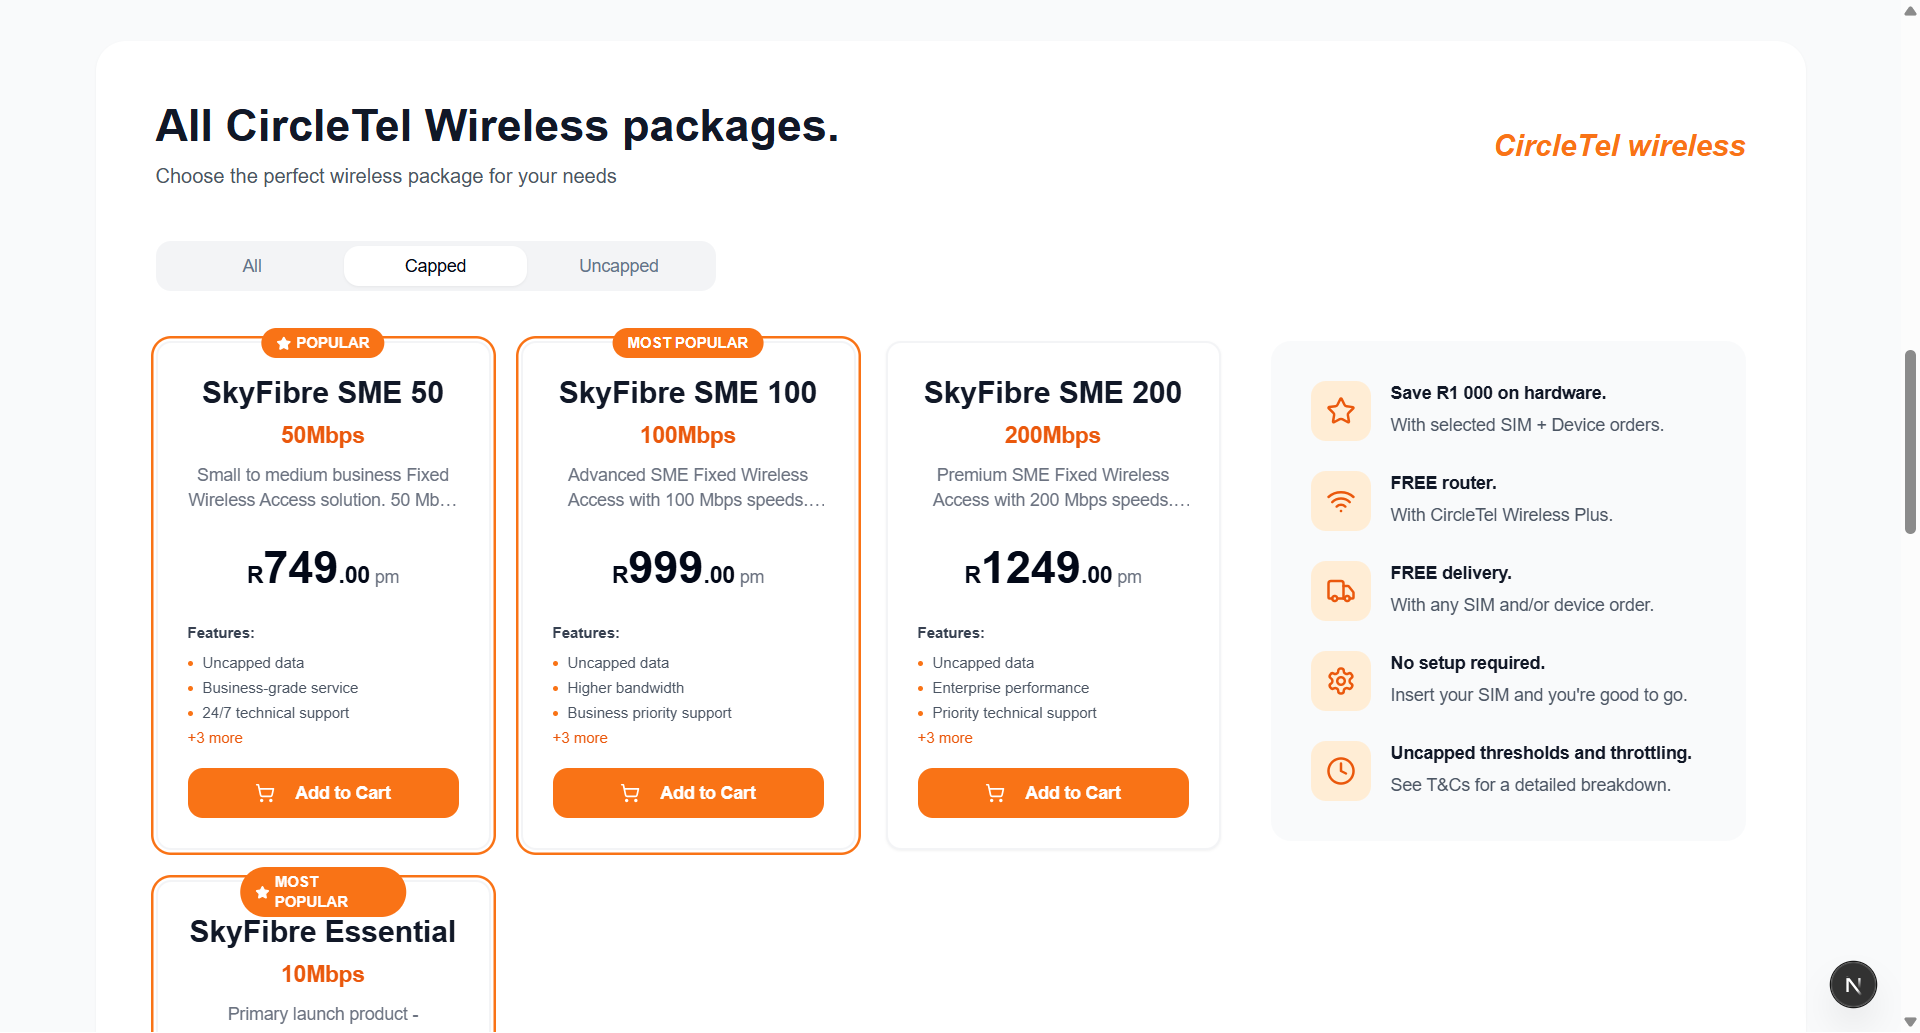 All CircleTel Wireless packages.
Choose the perfect wireless package for your needs
CircleTel wireless
All
Capped
Uncapped
POPULAR
SkyFibre SME 50
50Mbps
Small to medium business Fixed
Wireless Access solution. 50 Mb…
R749.00 pm
Features:
Uncapped data
Business-grade service
24/7 technical support
+3 more
Add to Cart
MOST POPULAR
SkyFibre SME 100
100Mbps
Advanced SME Fixed Wireless
Access with 100 Mbps speeds.…
R999.00 pm
Features:
Uncapped data
Higher bandwidth
Business priority support
+3 more
Add to Cart
SkyFibre SME 200
200Mbps
Premium SME Fixed Wireless
Access with 200 Mbps speeds.…
R1249.00 pm
Features:
Uncapped data
Enterprise performance
Priority technical support
+3 more
Add to Cart
Save R1 000 on hardware.
With selected SIM + Device orders.
FREE router.
With CircleTel Wireless Plus.
FREE delivery.
With any SIM and/or device order.
No setup required.
Insert your SIM and you're good to go.
Uncapped thresholds and throttling.
See T&Cs for a detailed breakdown.
MOST
POPULAR
SkyFibre Essential
10Mbps
Primary launch product -
N